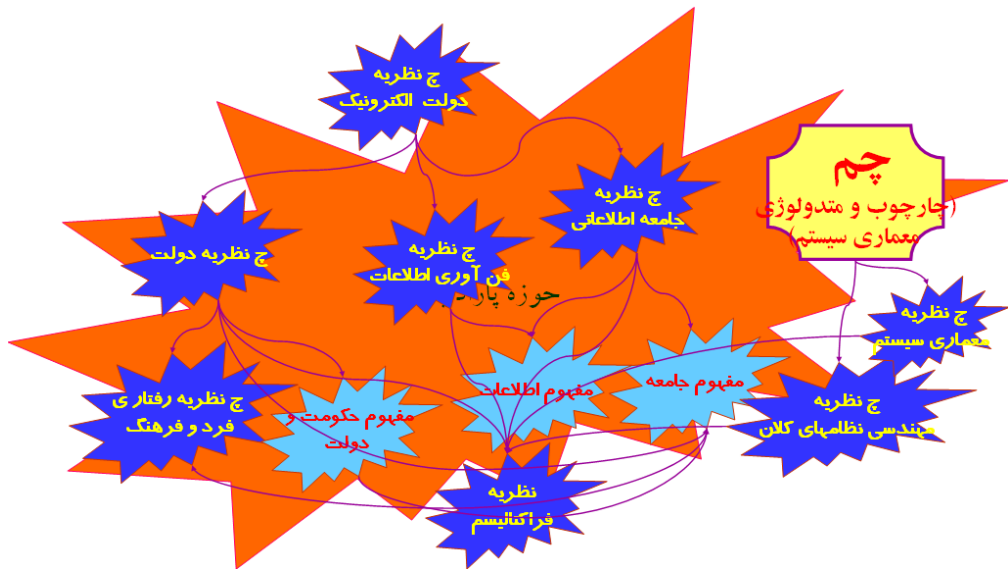 چ نظریه
دولت الکترونیک
چ نظریه
جامعه اطلاعاتی
چم
(چارچوب و متدولوژی
معماری سیستم)
چ نظریه دولت
چ نظریه
فن آوری اطلاعات
حوزه
چ نظریه
معماری سیستم
چ نظریه رفتاری
فرد و فرهنگ
مفهوم حکومت و
دولت
مفهوم اطلاعات
مفهوم جامعه
چ نظریه
مهندسی نظامهای کلان
نظریه
فراکتالیسم